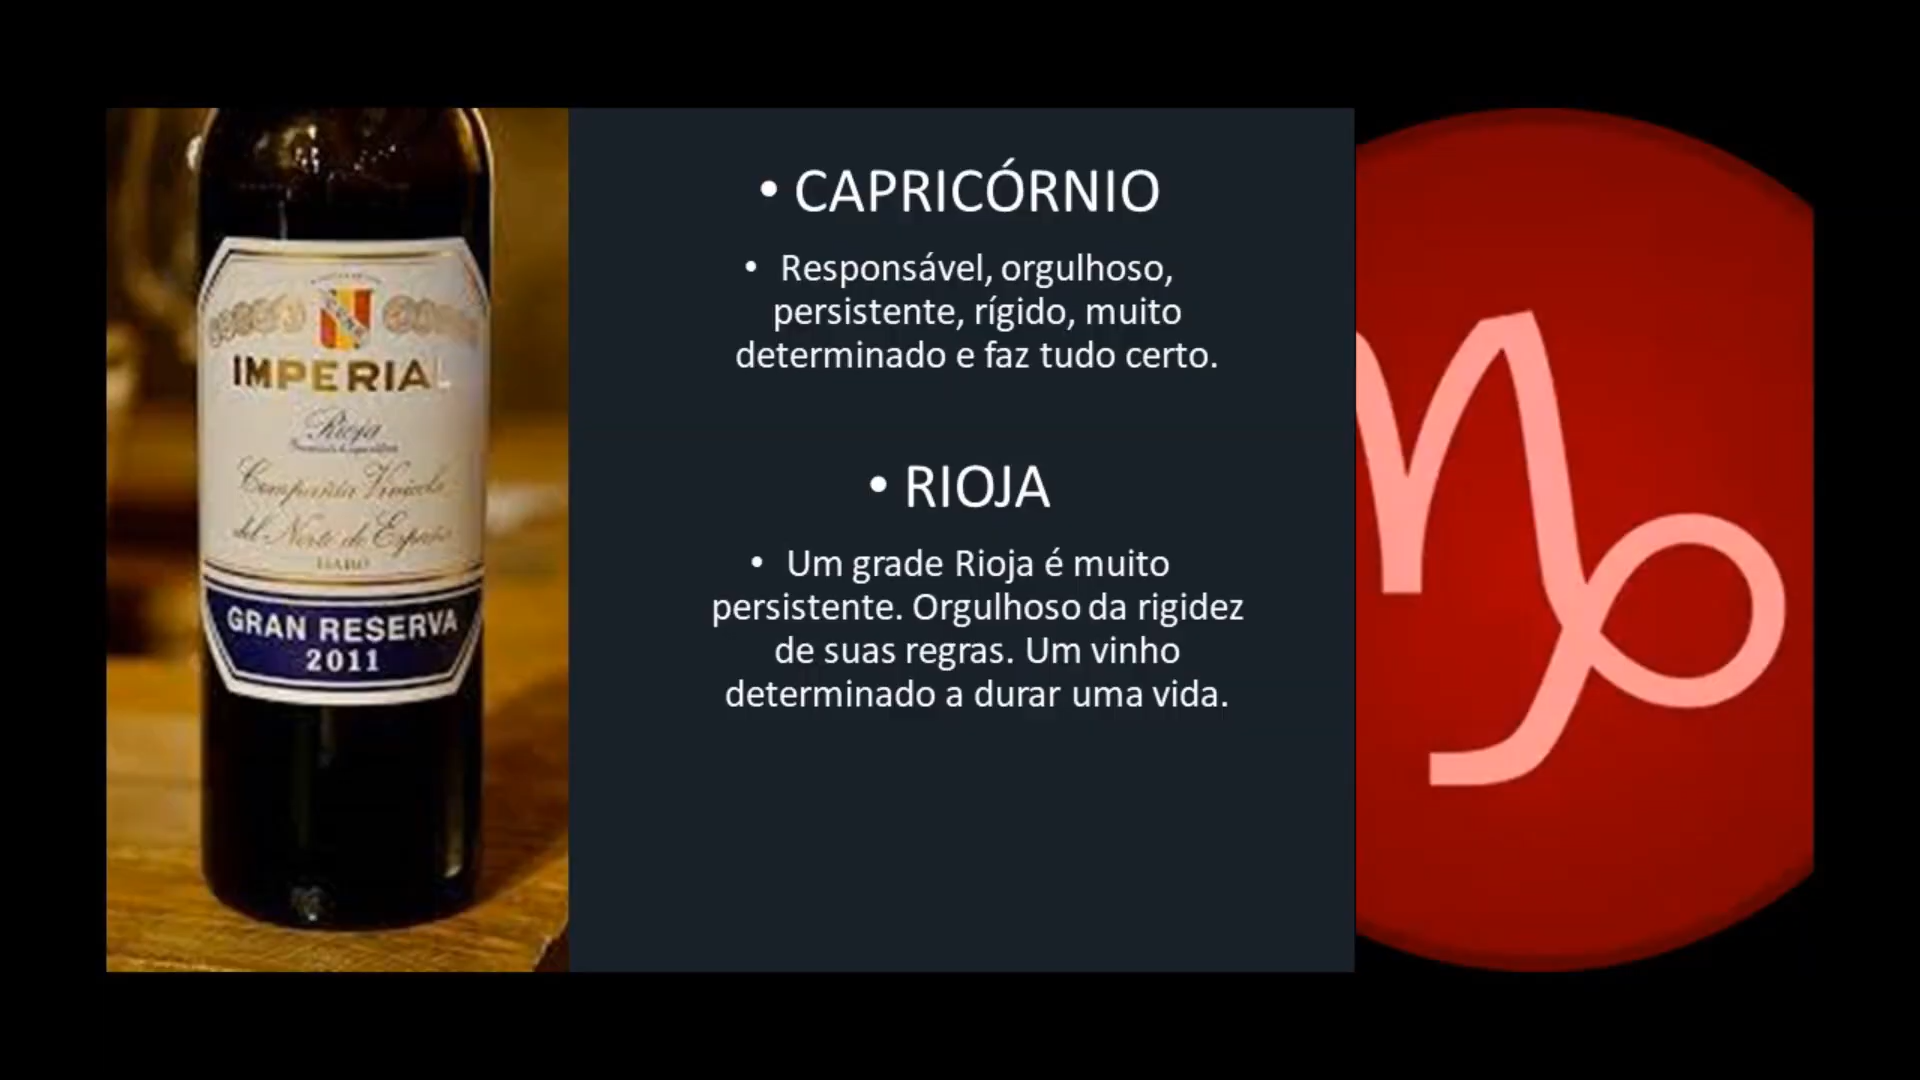 IMPERIAL
Rioja
Compañía Vinícola
del Norte de España
HARO
GRAN RESERVA
2011
• CAPRICÓRNIO
• Responsável, orgulhoso,
persistente, rígido, muito
determinado e faz tudo certo.
• RIOJA
• Um grade Rioja é muito
persistente. Orgulhoso da rigidez
de suas regras. Um vinho
determinado a durar uma vida.